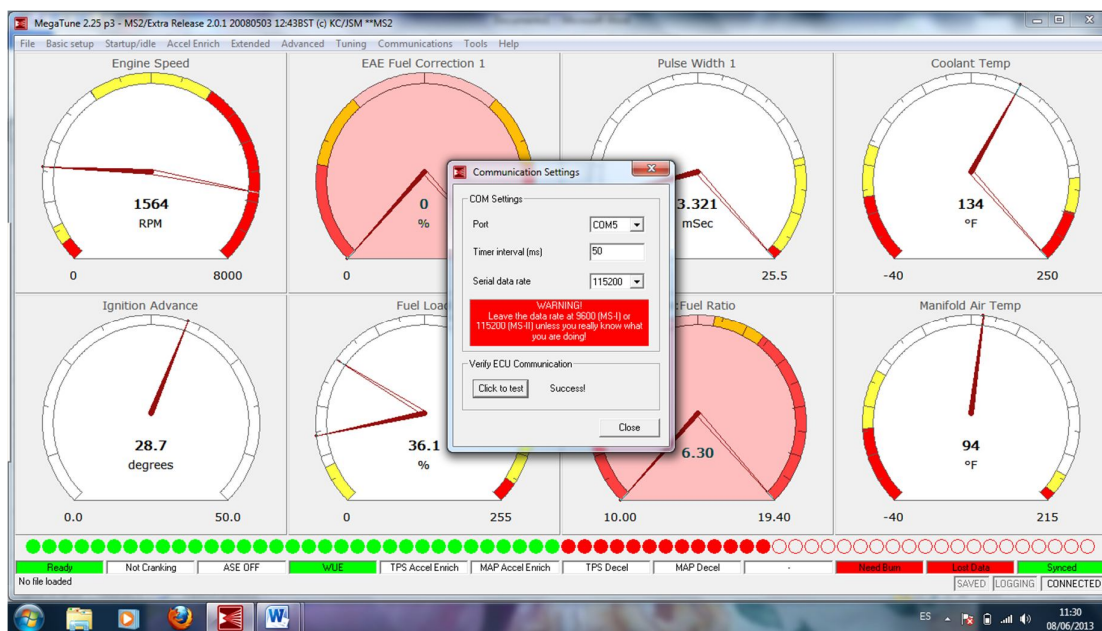 MegaTune 2.25 p3 - MS2/Extra Release 2.0.1 20080503 12:43BST (c) KC/JSM **MS2
File Basic setup Startup/idle Accel Enrich Extended Advanced Tuning Communications Tools Help
Engine Speed
1564
RPM
0 8000
EAE Fuel Correction 1
0
%
0
Pulse Width 1
3.321
mSec
25.5
Coolant Temp
134
°F
-40 250
Communication Settings
COM Settings
Port COM5
Timer interval (ms) 50
Serial data rate 115200
WARNING!
Leave the data rate at 9600 (MS-I) or
115200 (MS-II) unless you really know what
you are doing!
Verify ECU Communication
Click to test Success!
Close
Ignition Advance
28.7
degrees
0.0 50.0
Fuel Load
36.1
%
0 255
:Fuel Ratio
6.30
10.00 19.40
Manifold Air Temp
94
°F
-40 215
Ready Not Cranking ASE OFF WUE TPS Accel Enrich MAP Accel Enrich TPS Decel MAP Decel - Need Burn Lost Data Synced
No file loaded
SAVED LOGGING CONNECTED
ES 11:30
08/06/2013